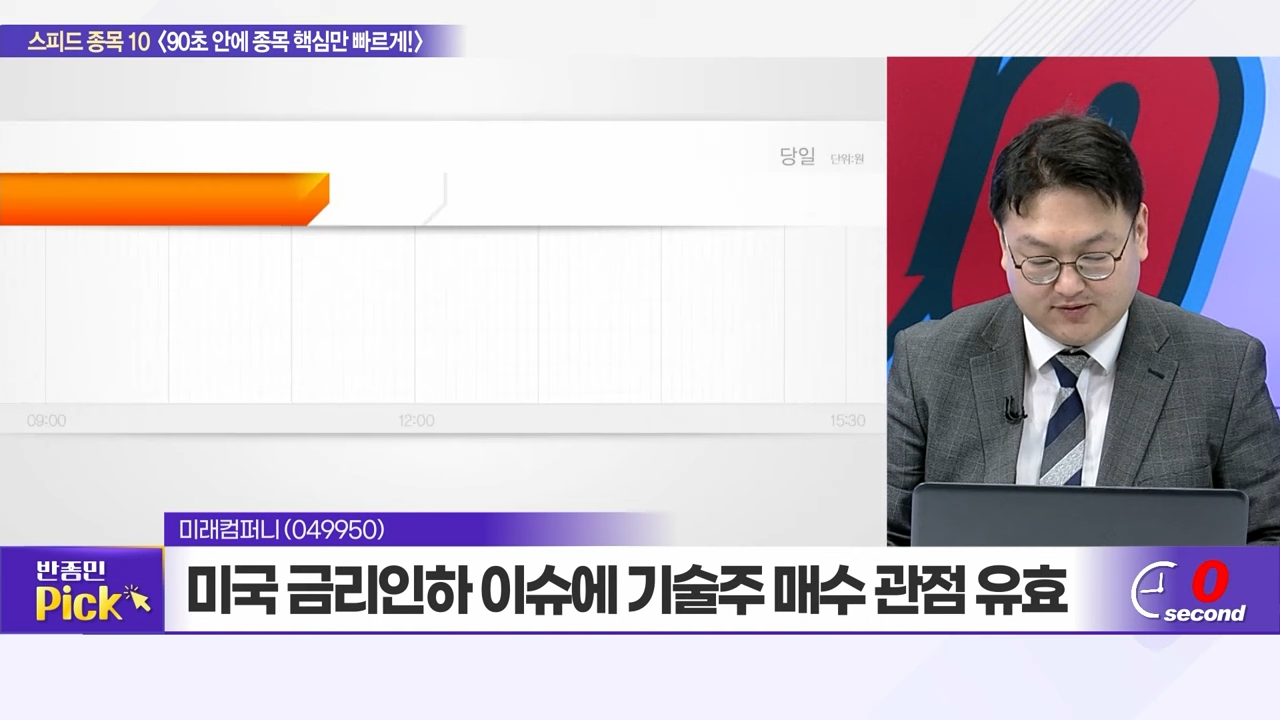 스피드 종목 10 <90초 안에 종목 핵심만 빠르게!>
당일 단위:원
09:00 12:00 15:30
미래컴퍼니 (049950)
반종민
Pick
미국 금리인하 이슈에 기술주 매수 관점 유효
0
second